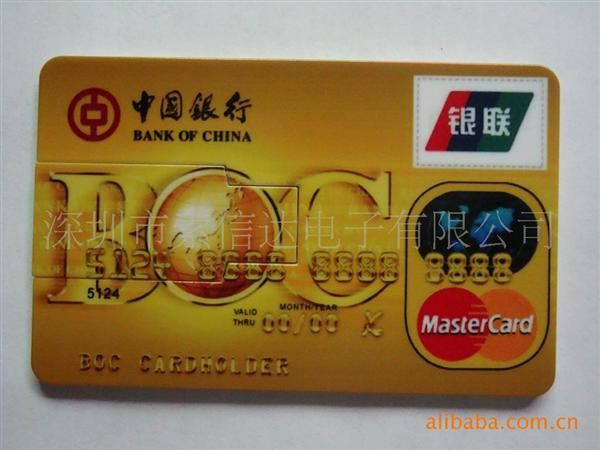 中国银行
BANK OF CHINA
银联
BOC
深圳市 信达电子有限公司
5124 8888 8888 8888
5124
VALID THRU
MONTH/YEAR
00/00
MasterCard
BOC CARDHOLDER
alibaba.com.cn